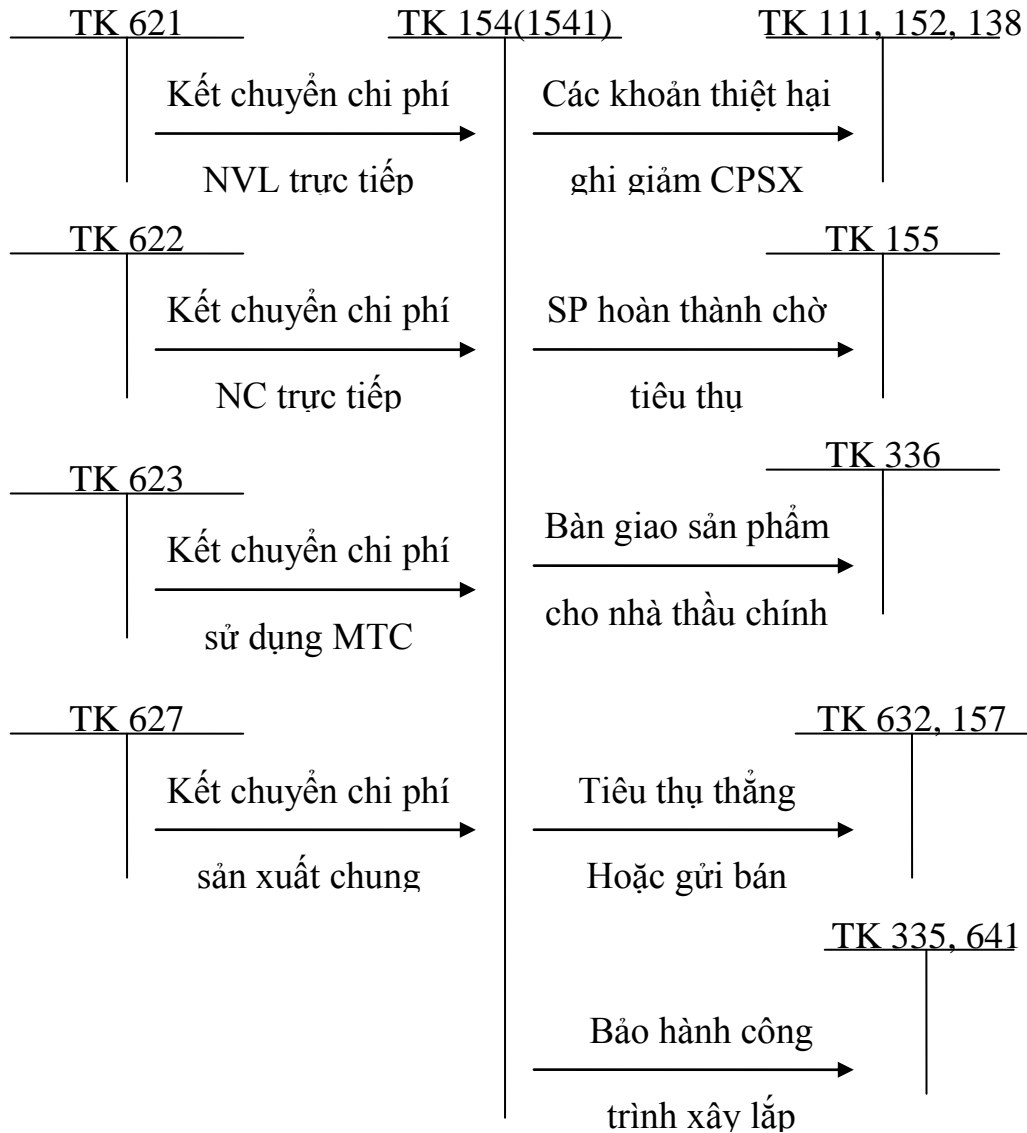 TK 621
TK 154(1541)
TK 111, 152, 138
Kết chuyển chi phí
NVL trực tiếp
Các khoản thiệt hại
ghi giảm CPSX
TK 622
TK 155
Kết chuyển chi phí
NC trực tiếp
SP hoàn thành chờ
tiêu thụ
TK 623
TK 336
Kết chuyển chi phí
sử dụng MTC
Bàn giao sản phẩm
cho nhà thầu chính
TK 627
TK 632, 157
Kết chuyển chi phí
sản xuất chung
Tiêu thụ thẳng
Hoặc gửi bán
TK 335, 641
Bảo hành công
trình xây lắp